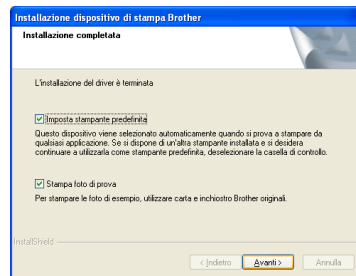 Installazione dispositivo di stampa Brother
Installazione completata
L'installazione del driver è terminata
Imposta stampante predefinita
Questo dispositivo viene selezionato automaticamente quando si prova a stampare da
qualsiasi applicazione. Se si dispone di un'altra stampante installata e si desidera
continuare a utilizzarla come stampante predefinita, deselezionare la casella di controllo.
Stampa foto di prova
Per stampare le foto di esempio, utilizzare carta e inchiostro Brother originali.
InstallShield
< Indietro
Avanti >
Annulla